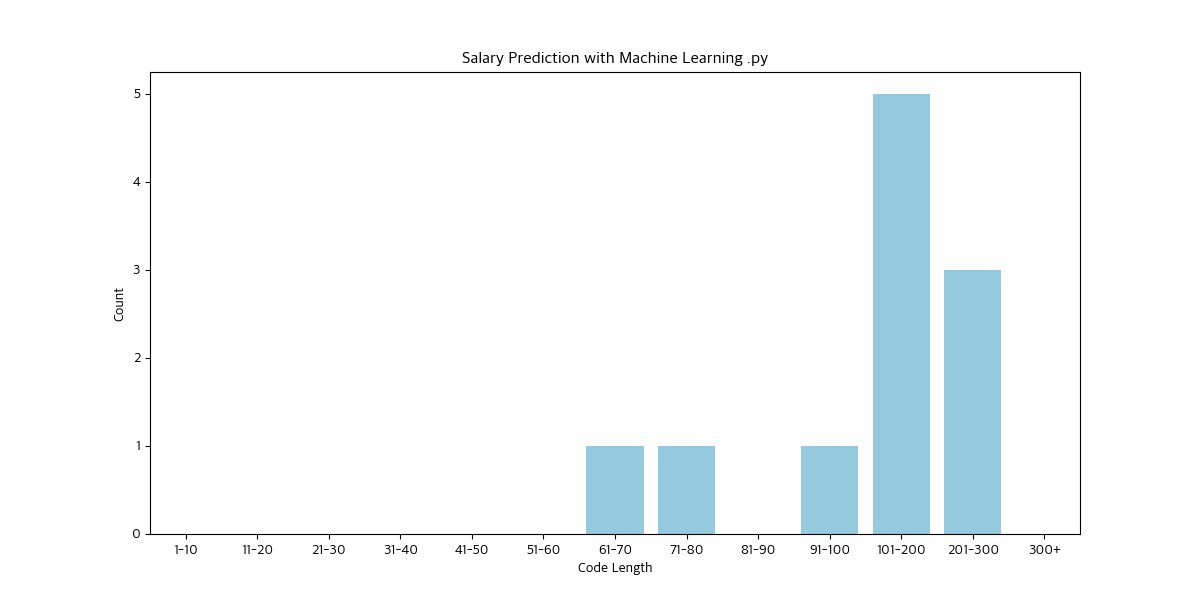 Salary Prediction with Machine Learning .py
5
4
3
2
1
0
Count
1-10 11-20 21-30 31-40 41-50 51-60 61-70 71-80 81-90 91-100 101-200 201-300 300+
Code Length